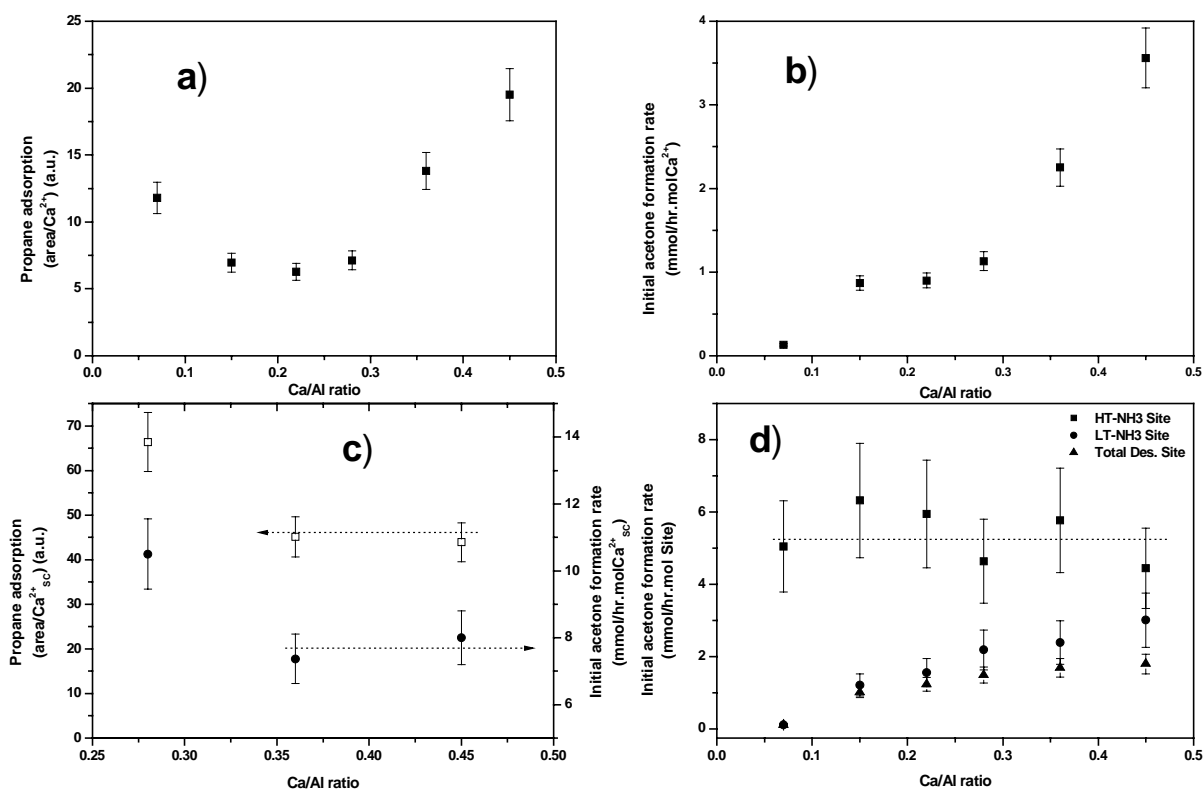 a)
25
20
15
10
5
0
Propane adsorption
(area/Ca²⁺) (a.u.)
0.0 0.1 0.2 0.3 0.4 0.5
Ca/Al ratio
b)
4
3
2
1
0
Initial acetone formation rate
(mmol/hr.molCa²⁺)
0.0 0.1 0.2 0.3 0.4 0.5
Ca/Al ratio
c)
70
60
50
40
30
20
10
0
Propane adsorption
(area/Ca²⁺SC) (a.u.)
14
12
10
8
6
Initial acetone formation rate
(mmol/hr.molCa²⁺SC)
0.25 0.30 0.35 0.40 0.45 0.50
Ca/Al ratio
d)
HT-NH3 Site
LT-NH3 Site
Total Des. Site
8
6
4
2
0
Initial acetone formation rate
(mmol/hr.mol Site)
0.0 0.1 0.2 0.3 0.4 0.5
Ca/Al ratio